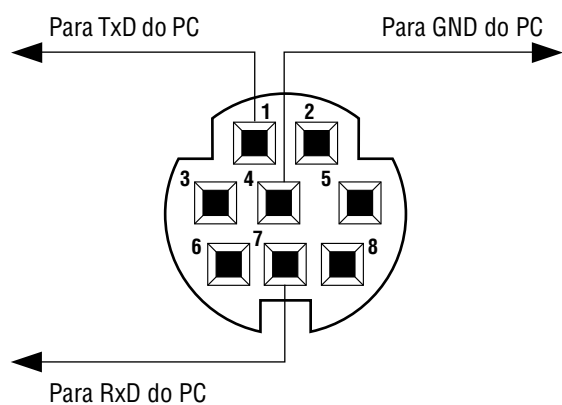 Para TxD do PC
Para GND do PC
1 2
3 4 5
6 7 8
Para RxD do PC